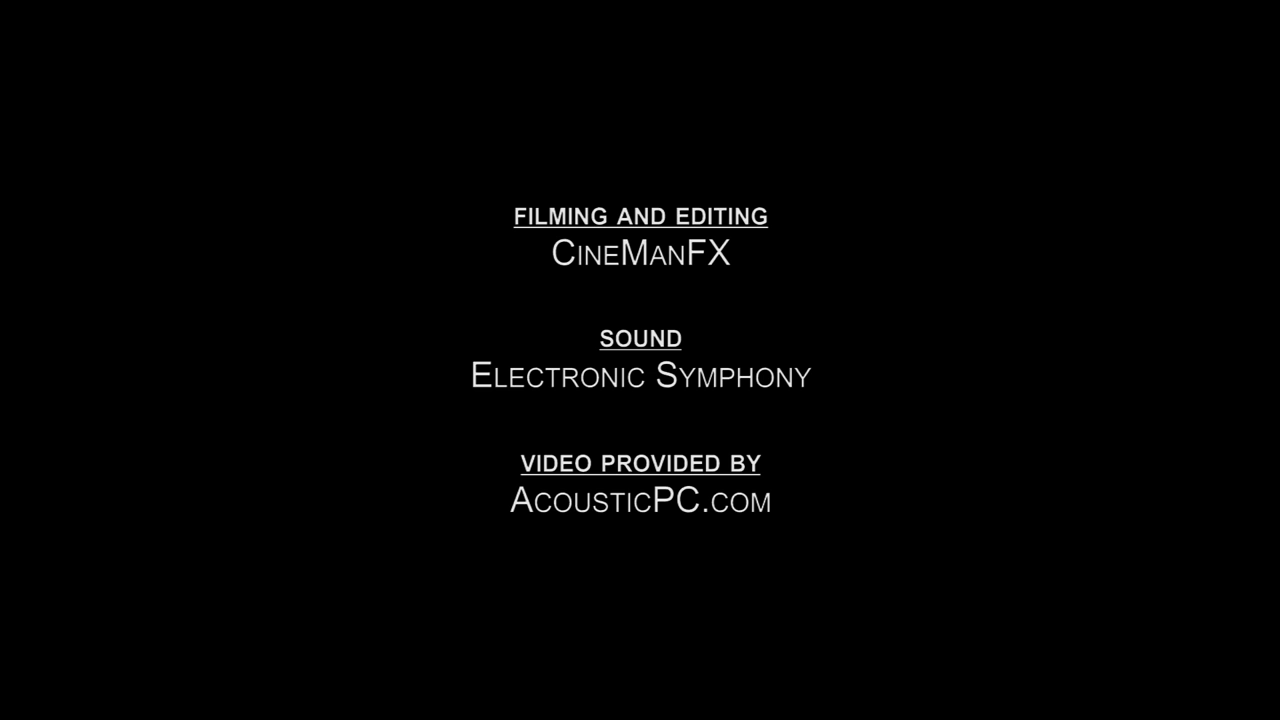 FILMING AND EDITING
CineManFX
SOUND
Electronic Symphony
VIDEO PROVIDED BY
AcousticPC.com